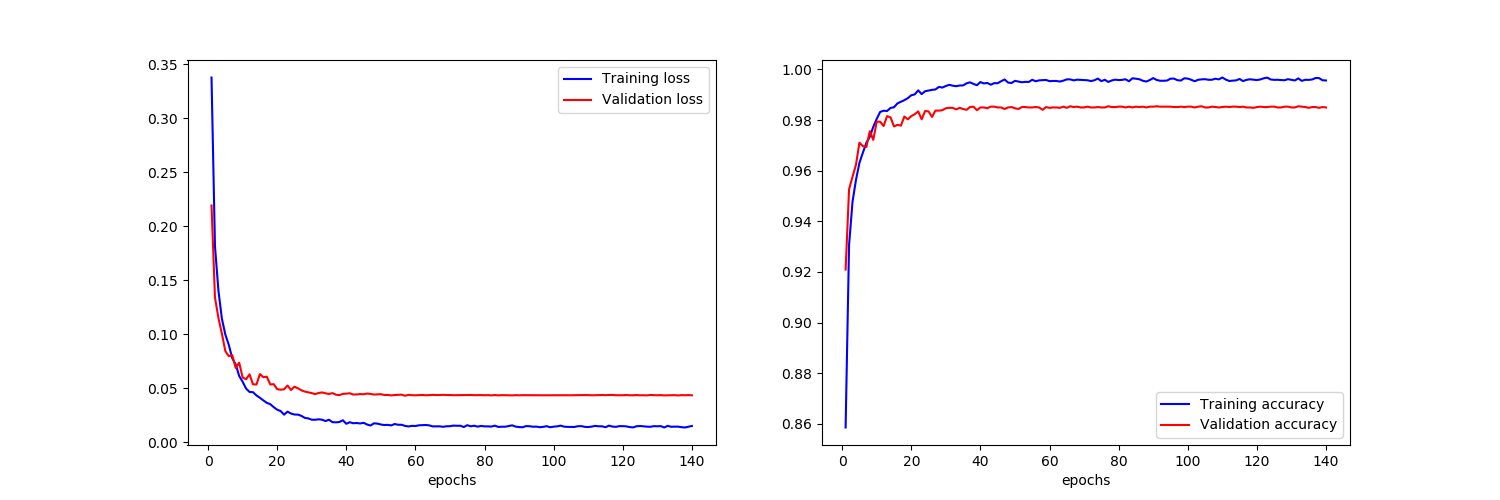 0.35
0.30
0.25
0.20
0.15
0.10
0.05
0.00
0 20 40 60 80 100 120 140
epochs
Training loss
Validation loss
1.00
0.98
0.96
0.94
0.92
0.90
0.88
0.86
0 20 40 60 80 100 120 140
epochs
Training accuracy
Validation accuracy